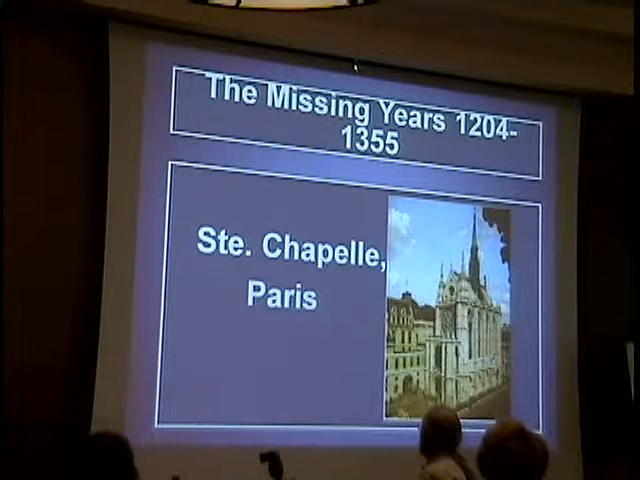 The Missing Years 1204-
1355
Ste. Chapelle,
Paris